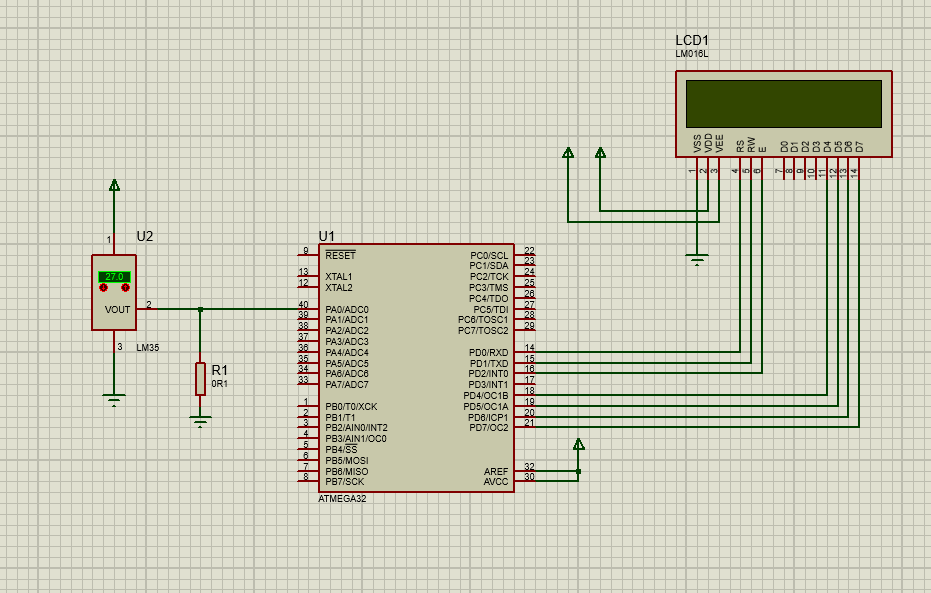 LCD1
LM016L
VSS
VDD
VEE
RS
RW
E
D0
D1
D2
D3
D4
D5
D6
D7
1
2
3
4
5
6
7
8
9
10
11
12
13
14
U2
1
27.0
VOUT
2
3
LM35
R1
0R1
U1
9 RESET
13 XTAL1
12 XTAL2
40 PA0/ADC0
39 PA1/ADC1
38 PA2/ADC2
37 PA3/ADC3
36 PA4/ADC4
35 PA5/ADC5
34 PA6/ADC6
33 PA7/ADC7
1 PB0/T0/XCK
2 PB1/T1
3 PB2/AIN0/INT2
4 PB3/AIN1/OC0
5 PB4/SS
6 PB5/MOSI
7 PB6/MISO
8 PB7/SCK
PC0/SCL 22
PC1/SDA 23
PC2/TCK 24
PC3/TMS 25
PC4/TDO 26
PC5/TDI 27
PC6/TOSC1 28
PC7/TOSC2 29
PD0/RXD 14
PD1/TXD 15
PD2/INT0 16
PD3/INT1 17
PD4/OC1B 18
PD5/OC1A 19
PD6/ICP1 20
PD7/OC2 21
AREF 32
AVCC 30
ATMEGA32